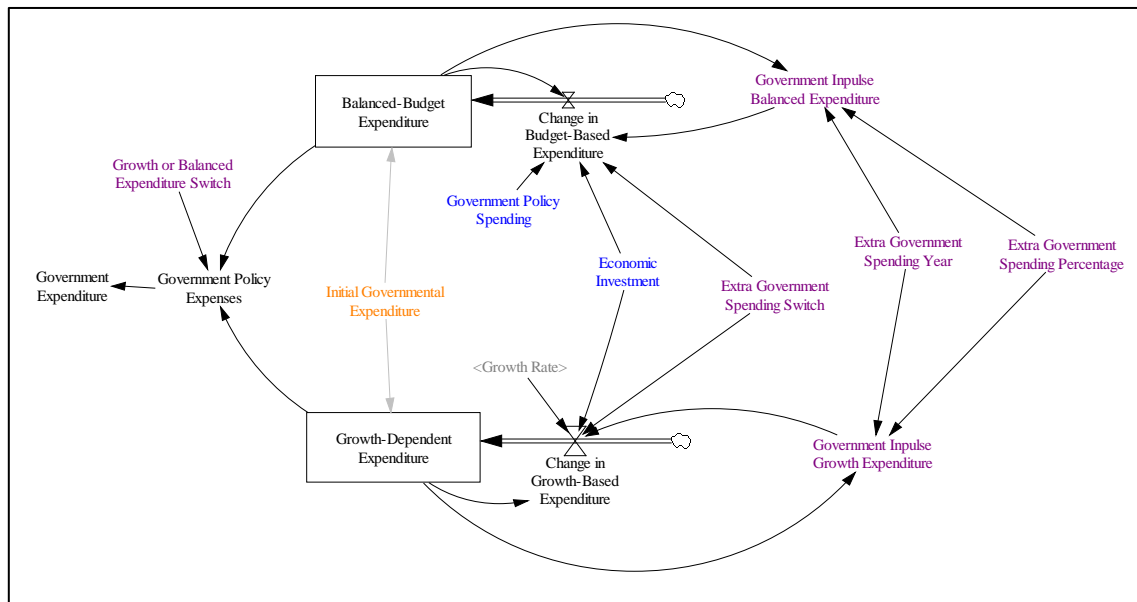 Government Inpulse
Balanced Expenditure
Balanced-Budget
Expenditure
Change in
Budget-Based
Expenditure
Growth or Balanced
Expenditure Switch
Government Policy
Spending
Extra Government
Spending Year
Extra Government
Spending Percentage
Government
Expenditure
Government Policy
Expenses
Initial Governmental
Expenditure
Economic
Investment
Extra Government
Spending Switch
<Growth Rate>
Growth-Dependent
Expenditure
Change in
Growth-Based
Expenditure
Government Inpulse
Growth Expenditure